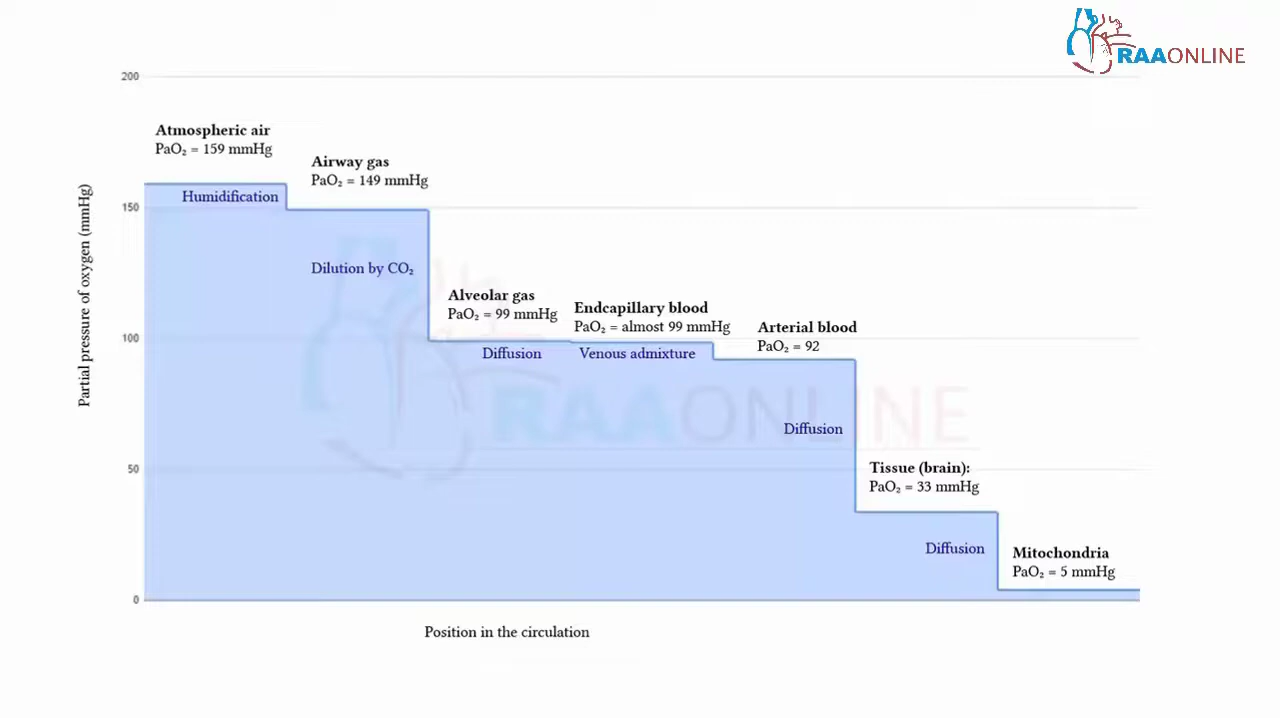 RAAONLINE
200
Atmospheric air
PaO₂ = 159 mmHg
Airway gas
PaO₂ = 149 mmHg
Humidification
150
Partial pressure of oxygen (mmHg)
Dilution by CO₂
Alveolar gas
PaO₂ = 99 mmHg
Endcapillary blood
PaO₂ = almost 99 mmHg
Arterial blood
PaO₂ = 92
100
Diffusion
Venous admixture
RAAONLINE
Diffusion
50
Tissue (brain):
PaO₂ = 33 mmHg
Diffusion
Mitochondria
PaO₂ = 5 mmHg
0
Position in the circulation